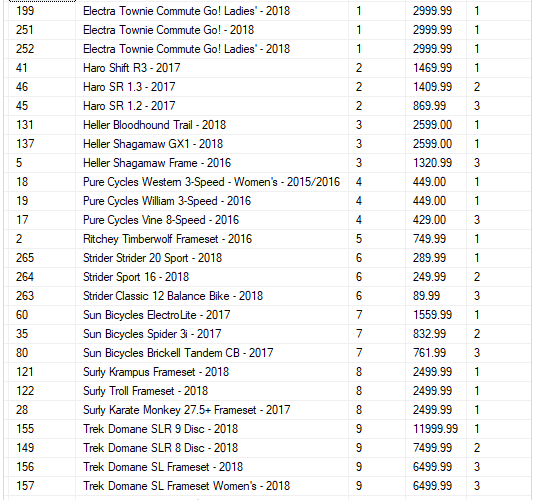 199 Electra Townie Commute Go! Ladies' - 2018 1 2999.99 1
251 Electra Townie Commute Go! - 2018 1 2999.99 1
252 Electra Townie Commute Go! Ladies' - 2018 1 2999.99 1
41 Haro Shift R3 - 2017 2 1469.99 1
46 Haro SR 1.3 - 2017 2 1409.99 2
45 Haro SR 1.2 - 2017 2 869.99 3
131 Heller Bloodhound Trail - 2018 3 2599.00 1
137 Heller Shagamaw GX1 - 2018 3 2599.00 1
5 Heller Shagamaw Frame - 2016 3 1320.99 3
18 Pure Cycles Western 3-Speed - Women's - 2015/2016 4 449.00 1
19 Pure Cycles William 3-Speed - 2016 4 449.00 1
17 Pure Cycles Vine 8-Speed - 2016 4 429.00 3
2 Ritchey Timberwolf Frameset - 2016 5 749.99 1
265 Strider Strider 20 Sport - 2018 6 289.99 1
264 Strider Sport 16 - 2018 6 249.99 2
263 Strider Classic 12 Balance Bike - 2018 6 89.99 3
60 Sun Bicycles ElectroLite - 2017 7 1559.99 1
35 Sun Bicycles Spider 3i - 2017 7 832.99 2
80 Sun Bicycles Brickell Tandem CB - 2017 7 761.99 3
121 Surly Krampus Frameset - 2018 8 2499.99 1
122 Surly Troll Frameset - 2018 8 2499.99 1
28 Surly Karate Monkey 27.5+ Frameset - 2017 8 2499.99 1
155 Trek Domane SLR 9 Disc - 2018 9 11999.99 1
149 Trek Domane SLR 8 Disc - 2018 9 7499.99 2
156 Trek Domane SL Frameset - 2018 9 6499.99 3
157 Trek Domane SL Frameset Women's - 2018 9 6499.99 3